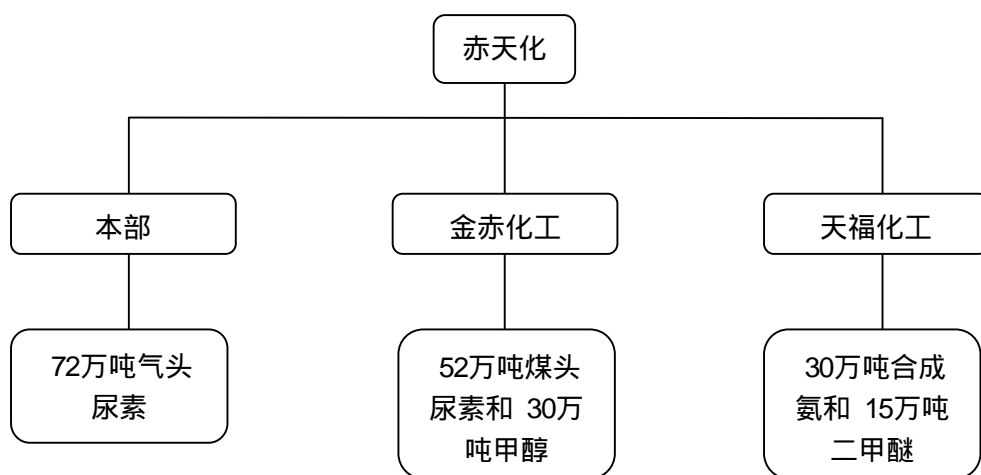 赤天化
本部
金赤化工
天福化工
72万吨气头
尿素
52万吨煤头
尿素和 30万
吨甲醇
30万吨合成
氨和 15万吨
二甲醚